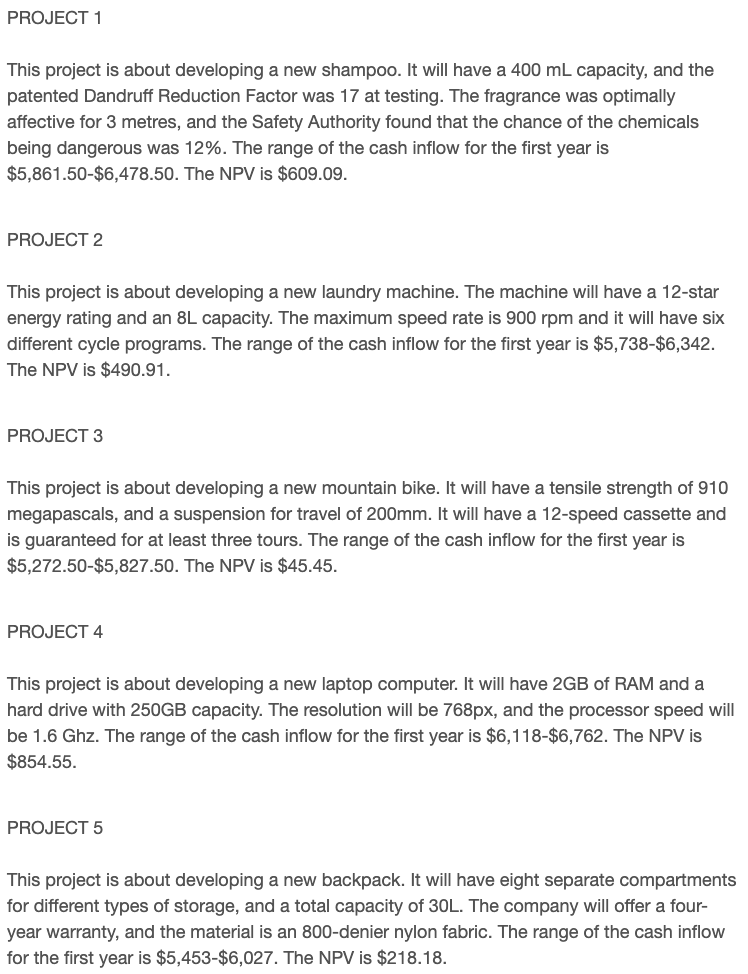 PROJECT 1
This project is about developing a new shampoo. It will have a 400 mL capacity, and the
patented Dandruff Reduction Factor was 17 at testing. The fragrance was optimally
affective for 3 metres, and the Safety Authority found that the chance of the chemicals
being dangerous was 12%. The range of the cash inflow for the first year is
$5,861.50-$6,478.50. The NPV is $609.09.
PROJECT 2
This project is about developing a new laundry machine. The machine will have a 12-star
energy rating and an 8L capacity. The maximum speed rate is 900 rpm and it will have six
different cycle programs. The range of the cash inflow for the first year is $5,738-$6,342.
The NPV is $490.91.
PROJECT 3
This project is about developing a new mountain bike. It will have a tensile strength of 910
megapascals, and a suspension for travel of 200mm. It will have a 12-speed cassette and
is guaranteed for at least three tours. The range of the cash inflow for the first year is
$5,272.50-$5,827.50. The NPV is $45.45.
PROJECT 4
This project is about developing a new laptop computer. It will have 2GB of RAM and a
hard drive with 250GB capacity. The resolution will be 768px, and the processor speed will
be 1.6 Ghz. The range of the cash inflow for the first year is $6,118-$6,762. The NPV is
$854.55.
PROJECT 5
This project is about developing a new backpack. It will have eight separate compartments
for different types of storage, and a total capacity of 30L. The company will offer a four-
year warranty, and the material is an 800-denier nylon fabric. The range of the cash inflow
for the first year is $5,453-$6,027. The NPV is $218.18.